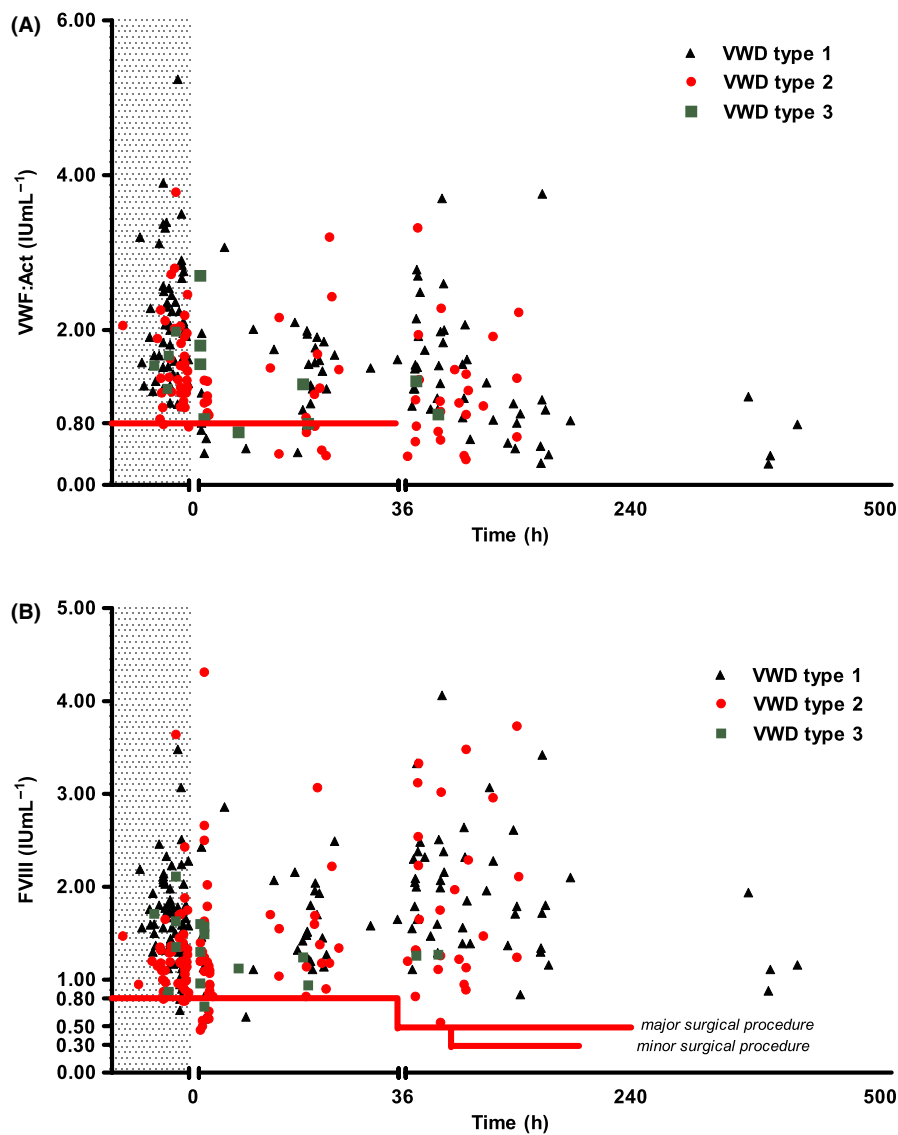 (A)
6.00
4.00
2.00
0.80
0.00
VWF:Act (IUmL⁻¹)
VWD type 1
VWD type 2
VWD type 3
0 36 240 500
Time (h)
(B)
5.00
4.00
3.00
2.00
1.00
0.80
0.50
0.30
0.00
FVIII (IUmL⁻¹)
VWD type 1
VWD type 2
VWD type 3
major surgical procedure
minor surgical procedure
0 36 240 500
Time (h)